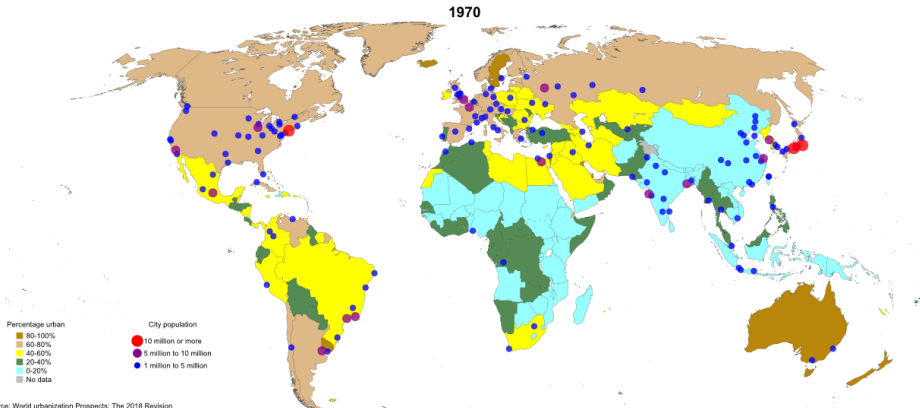 1970
Percentage urban
80-100%
60-80%
40-60%
20-40%
0-20%
No data
City population
10 million or more
5 million to 10 million
1 million to 5 million
rce: World urbanization Prospects: The 2018 Revision